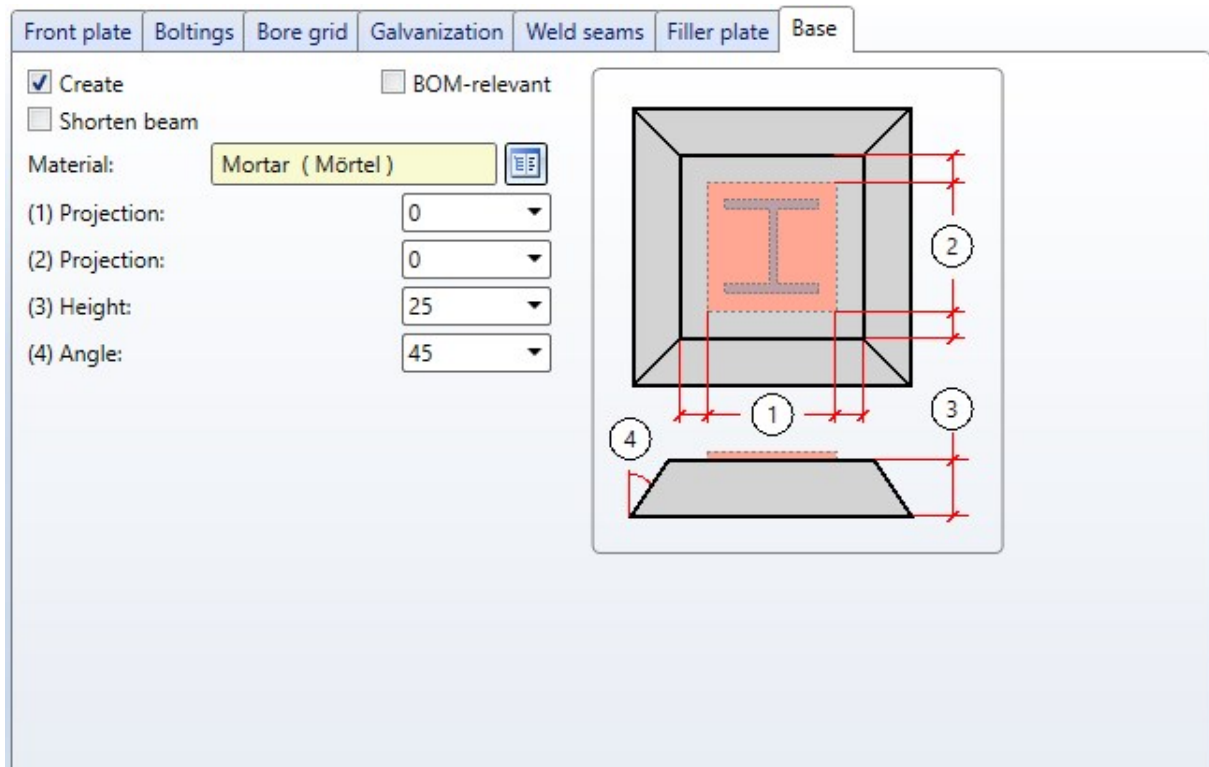 Front plate Boltings Bore grid Galvanization Weld seams Filler plate Base
Create BOM-relevant
Shorten beam
Material: Mortar ( Mörtel )
(1) Projection: 0
(2) Projection: 0
(3) Height: 25
(4) Angle: 45
2
1
3
4